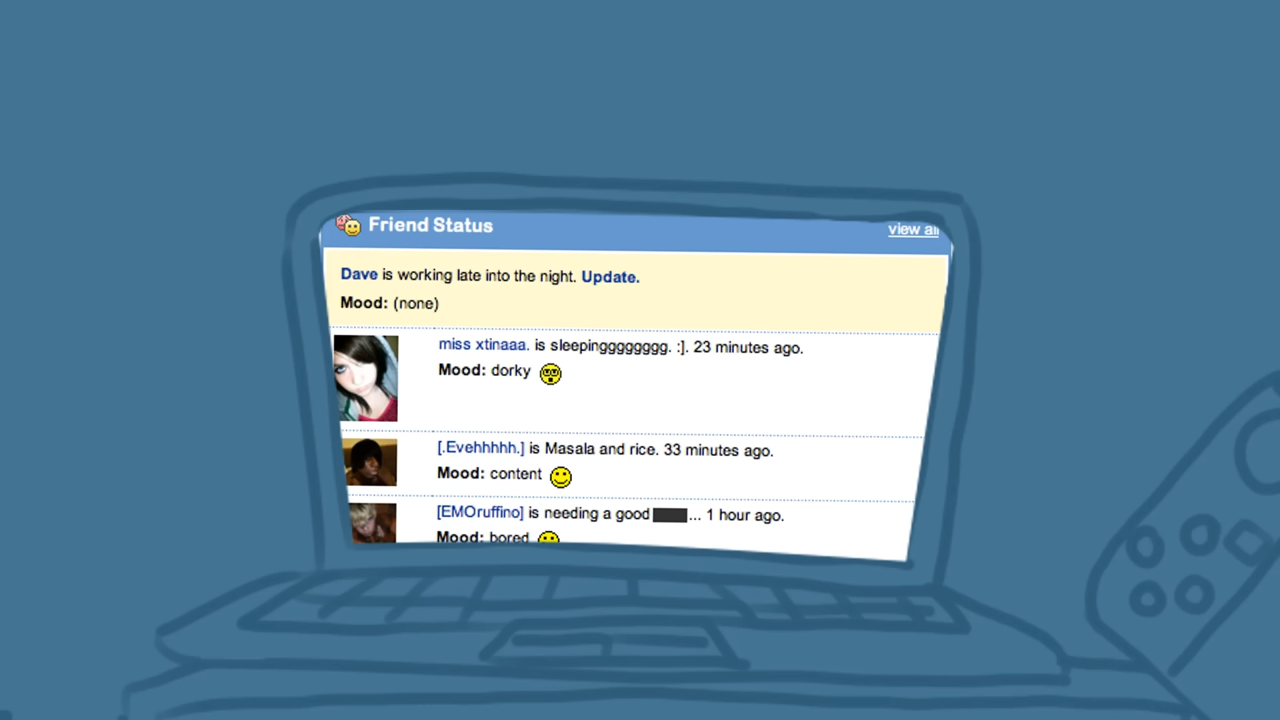 Friend Status
view all
Dave is working late into the night. Update.
Mood: (none)
miss xtinaaa. is sleepinggggggggg. :]. 23 minutes ago.
Mood: dorky
[.Evehhhhh.] is Masala and rice. 33 minutes ago.
Mood: content
[EMOruffino] is needing a good ... 1 hour ago.
Mood: bored